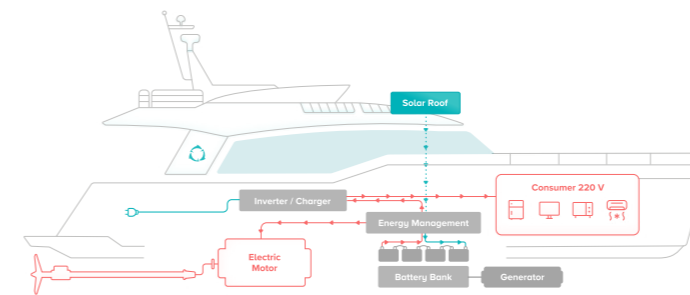 Solar Roof
Consumer 220 V
Inverter / Charger
Energy Management
Electric
Motor
Battery Bank
Generator